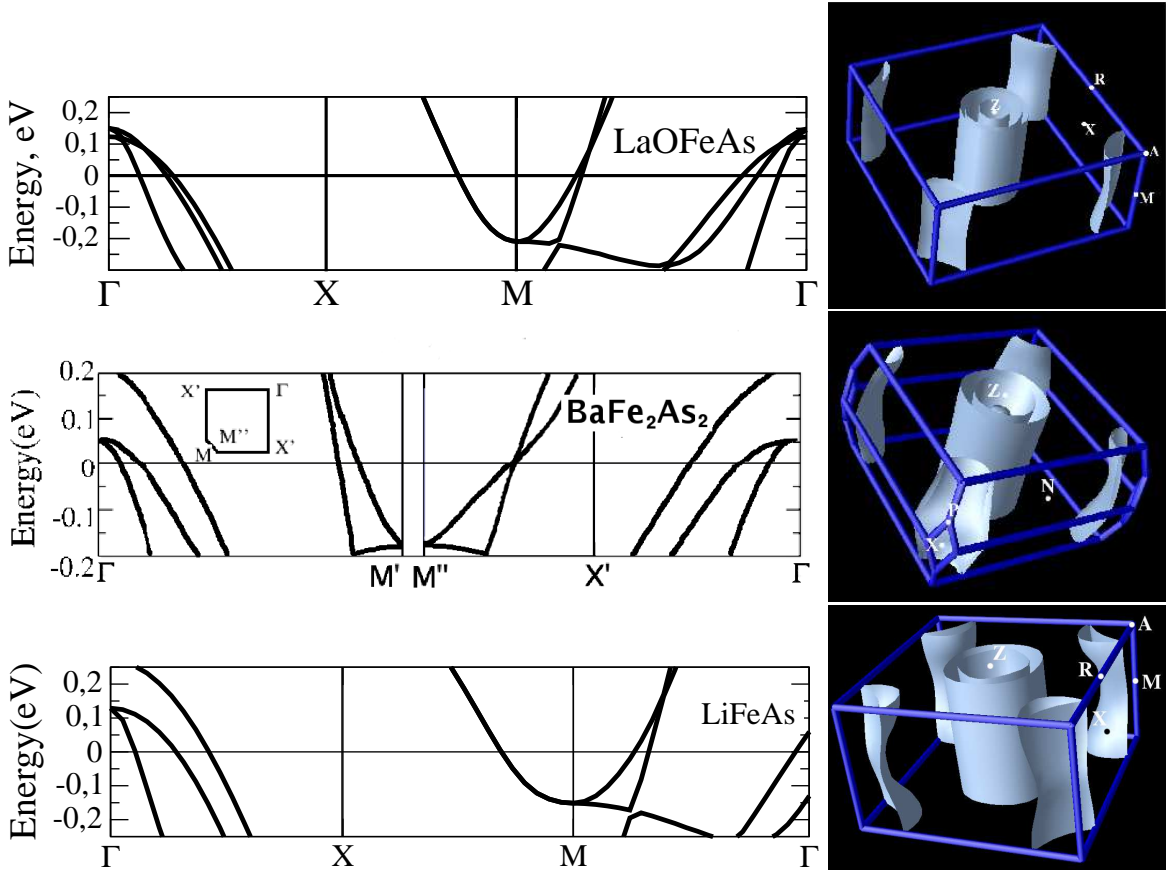 Energy, eV
0,2
0,1
0
-0,1
-0,2
LaOFeAs
Γ X M Γ
Z
R
X
A
M
Energy(eV)
0.2
0.1
0
-0.1
-0.2
X' Γ
M''
M X'
BaFe₂As₂
Γ M' M'' X' Γ
Z
N
P
X
Energy(eV)
0,2
0,1
0
-0,1
-0,2
LiFeAs
Γ X M Γ
A
Z
R
M
X